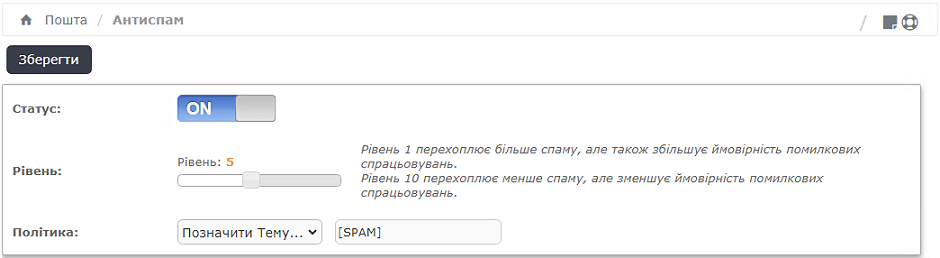 Пошта / Антиспам /
Зберегти
Статус: ON
Рівень: 5
Рівень 1 перехоплює більше спаму, але також збільшує ймовірність помилкових
Рівень:
спрацьовувань.
Рівень 10 перехоплює менше спаму, але зменшує ймовірність помилкових
спрацьовувань.
Політика: Позначити Тему... [SPAM]